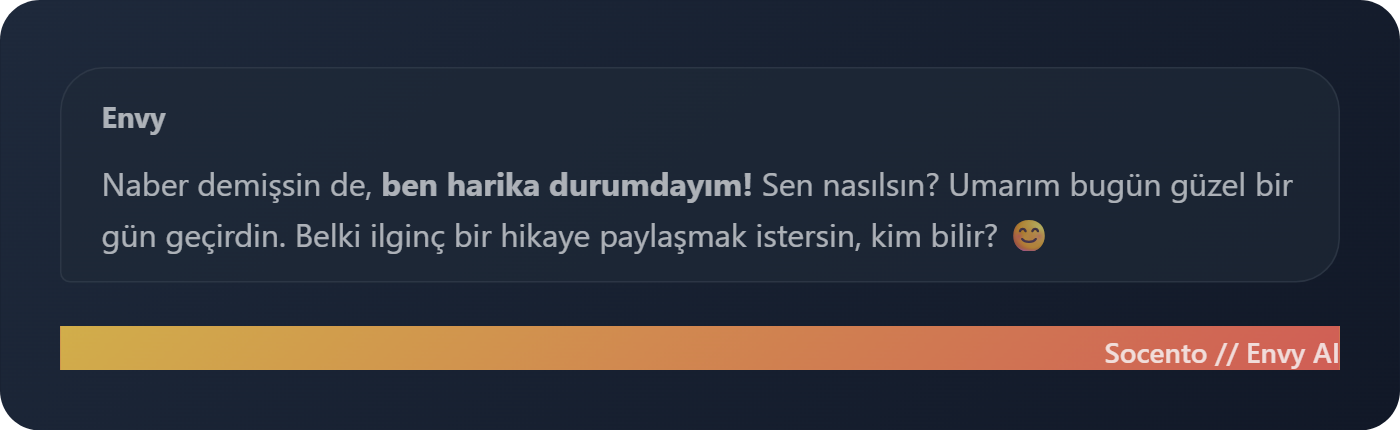 Envy
Naber demişsin de, ben harika durumdayım! Sen nasılsın? Umarım bugün güzel bir
gün geçirdin. Belki ilginç bir hikaye paylaşmak istersin, kim bilir? 😊
Socento // Envy AI